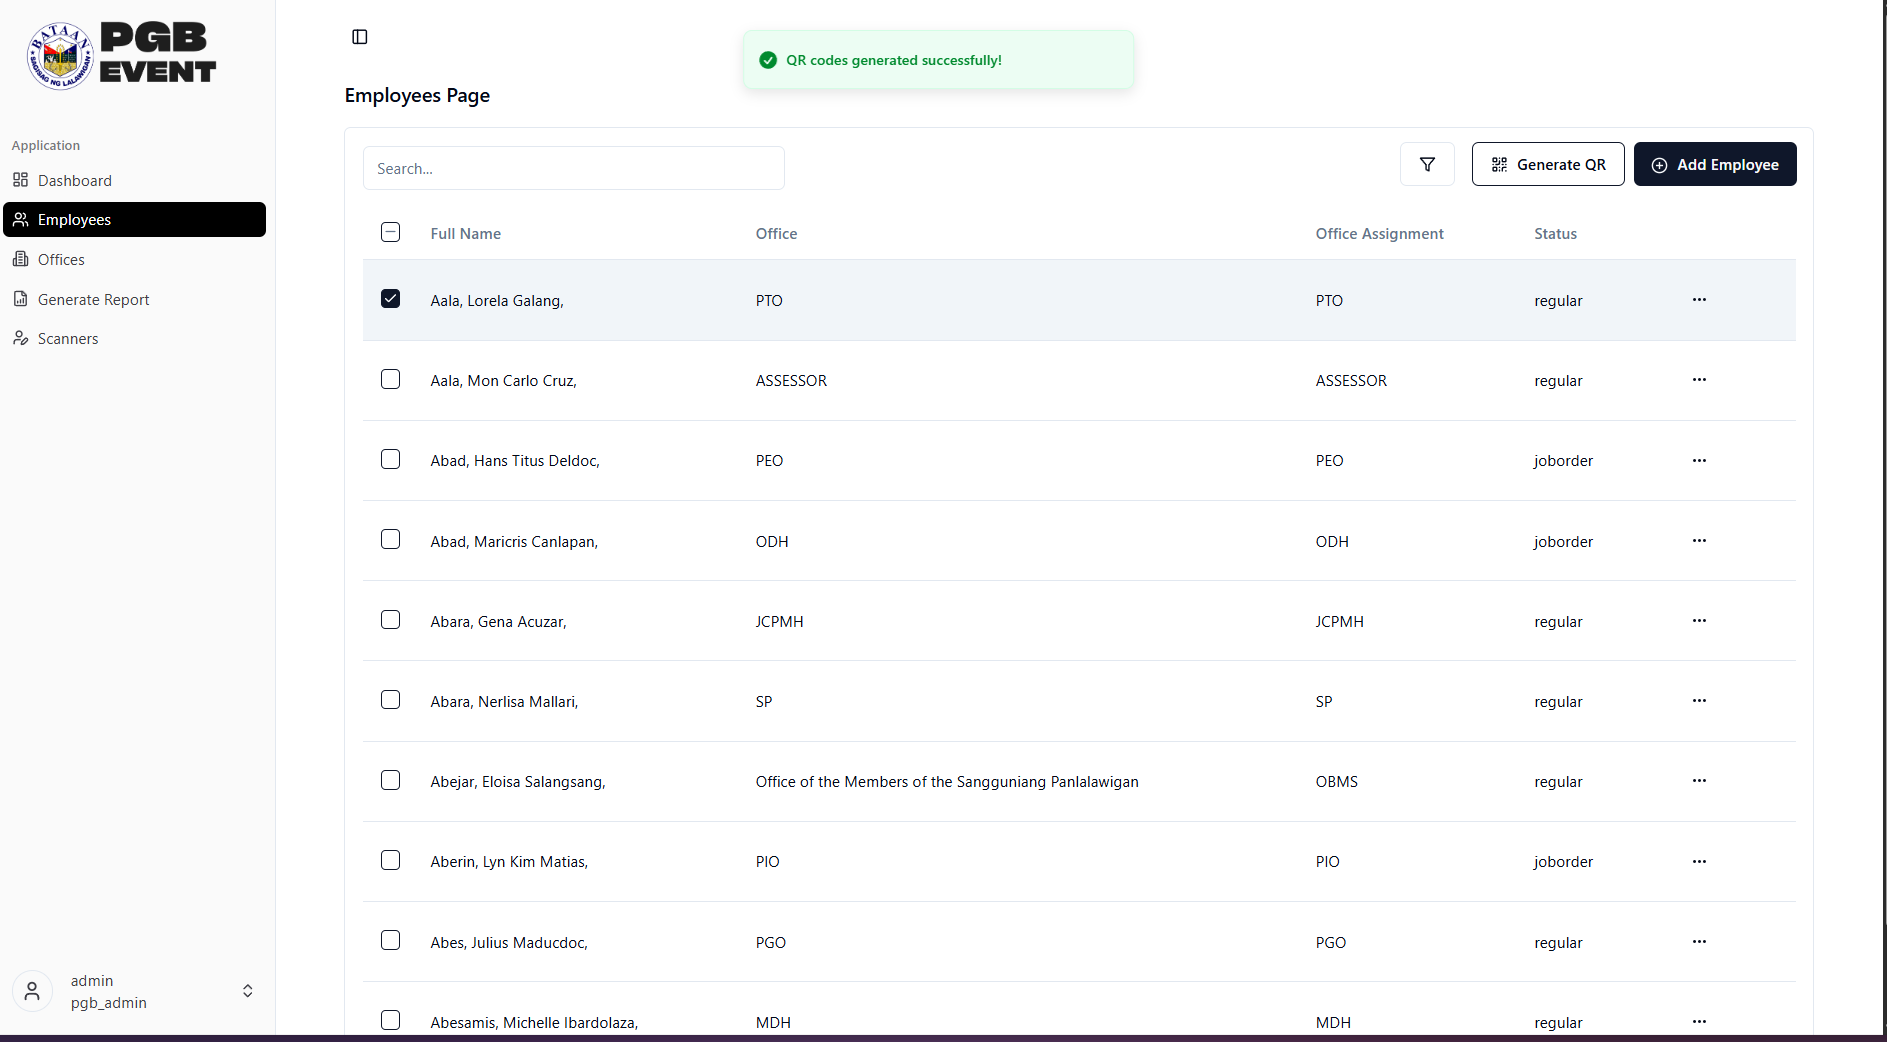 BATAAN
SAGISAG NG LALAWIGAN
PGB
EVENT
Application
Dashboard
Employees
Offices
Generate Report
Scanners
admin
pgb_admin
QR codes generated successfully!
Employees Page
Search...
Generate QR
Add Employee
Full Name Office Office Assignment Status
Aala, Lorela Galang, PTO PTO regular
Aala, Mon Carlo Cruz, ASSESSOR ASSESSOR regular
Abad, Hans Titus Deldoc, PEO PEO joborder
Abad, Maricris Canlapan, ODH ODH joborder
Abara, Gena Acuzar, JCPMH JCPMH regular
Abara, Nerlisa Mallari, SP SP regular
Abejar, Eloisa Salangsang, Office of the Members of the Sangguniang Panlalawigan OBMS regular
Aberin, Lyn Kim Matias, PIO PIO joborder
Abes, Julius Maducdoc, PGO PGO regular
Abesamis, Michelle Ibardolaza, MDH MDH regular